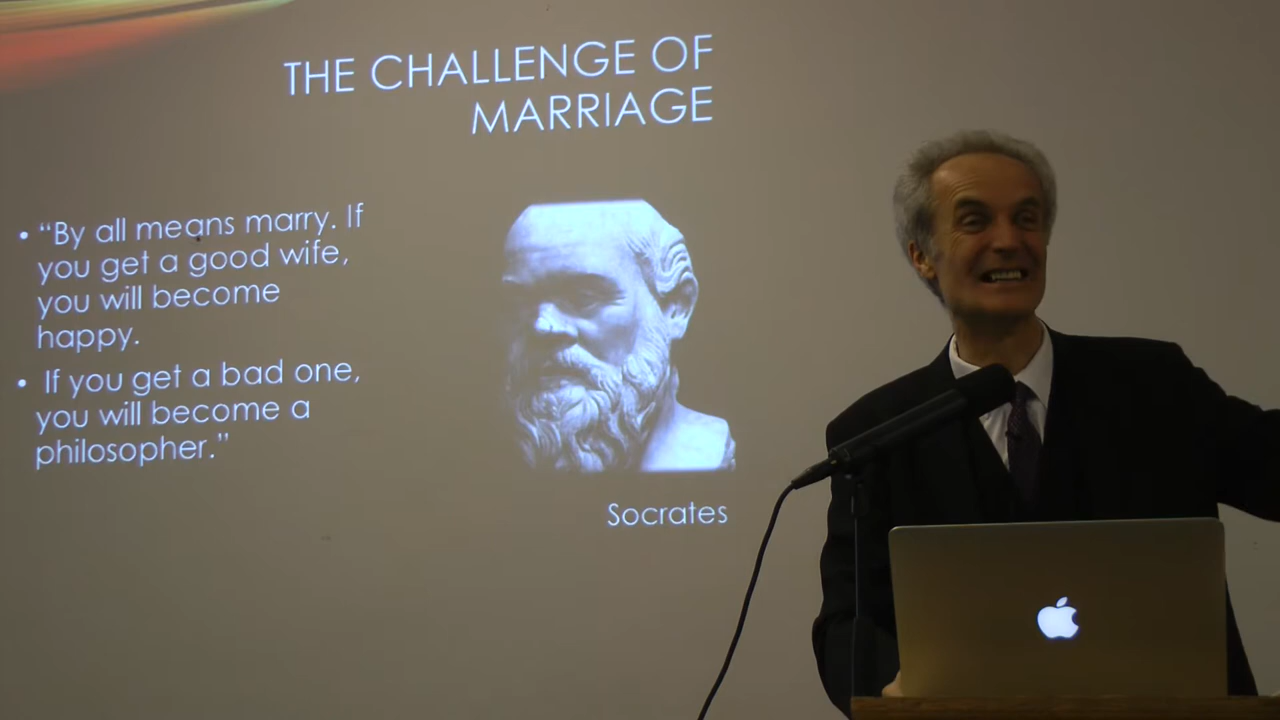 THE CHALLENGE OF
MARRIAGE
• “By all means marry. If
you get a good wife,
you will become
happy.
• If you get a bad one,
you will become a
philosopher.”
Socrates